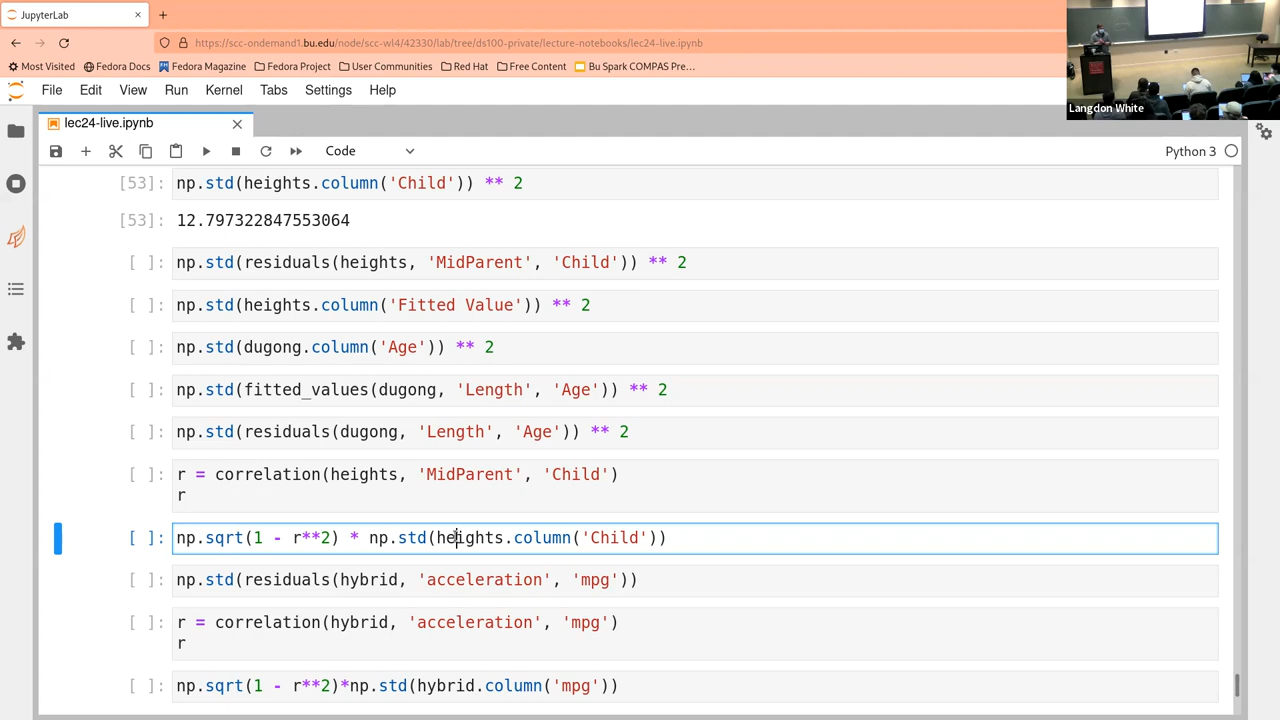 JupyterLab
https://scc-ondemand1.bu.edu/node/scc-wl4/42330/lab/tree/ds100-private/lecture-notebooks/lec24-live.ipynb
Most Visited Fedora Docs Fedora Magazine Fedora Project User Communities Red Hat Free Content Bu Spark COMPAS Pre…
File Edit View Run Kernel Tabs Settings Help
Langdon White
lec24-live.ipynb
Code Python 3
[53]: np.std(heights.column('Child')) ** 2
[53]: 12.797322847553064
[ ]: np.std(residuals(heights, 'MidParent', 'Child')) ** 2
[ ]: np.std(heights.column('Fitted Value')) ** 2
[ ]: np.std(dugong.column('Age')) ** 2
[ ]: np.std(fitted_values(dugong, 'Length', 'Age')) ** 2
[ ]: np.std(residuals(dugong, 'Length', 'Age')) ** 2
[ ]: r = correlation(heights, 'MidParent', 'Child')
r
[ ]: np.sqrt(1 - r**2) * np.std(heights.column('Child'))
[ ]: np.std(residuals(hybrid, 'acceleration', 'mpg'))
[ ]: r = correlation(hybrid, 'acceleration', 'mpg')
r
[ ]: np.sqrt(1 - r**2)*np.std(hybrid.column('mpg'))